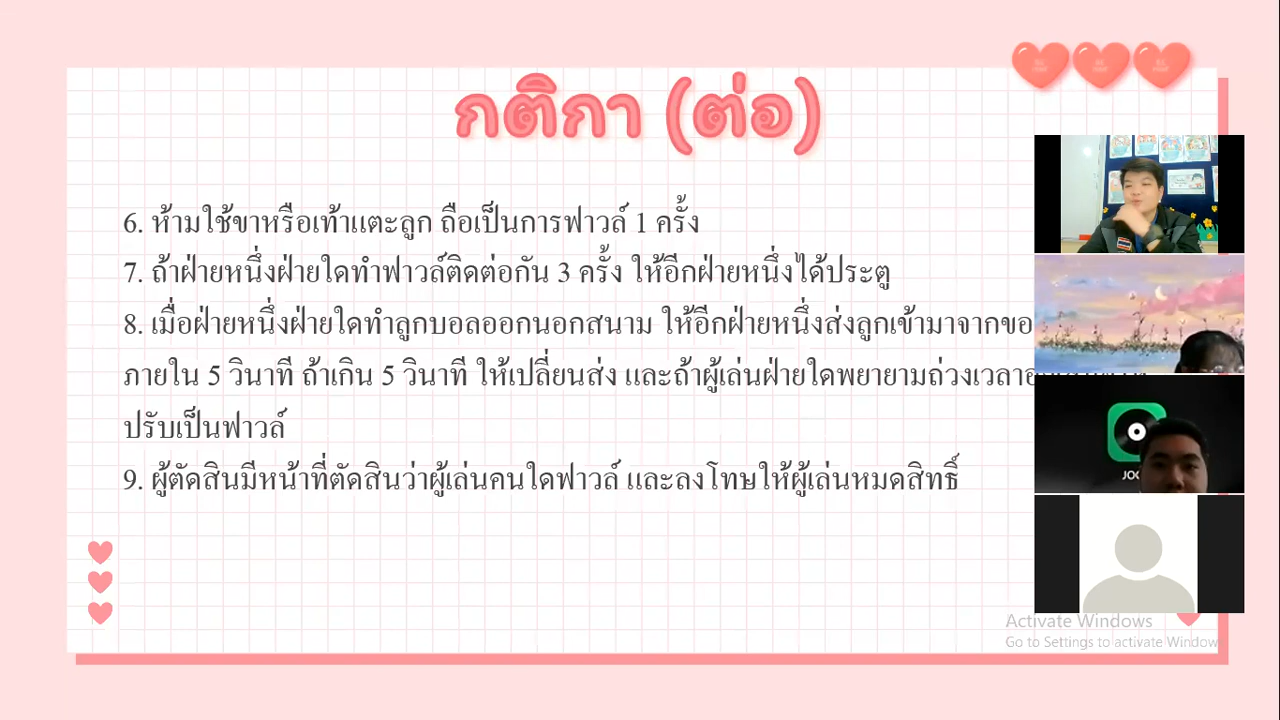 กติกา (ต่อ)
6. ห้ามใช้ขาหรือเท้าแตะลูก ถือเป็นการฟาวล์ 1 ครั้ง
7. ถ้าฝ่ายหนึ่งฝ่ายใดทำฟาวล์ติดต่อกัน 3 ครั้ง ให้อีกฝ่ายหนึ่งได้ประตู
8. เมื่อฝ่ายหนึ่งฝ่ายใดทำลูกบอลออกนอกสนาม ให้อีกฝ่ายหนึ่งส่งลูกเข้ามาจาก
ภายใน 5 วินาที ถ้าเกิน 5 วินาที ให้เปลี่ยนส่ง และถ้าผู้เล่นฝ่ายใดพยายามถ่วงเวลา
ปรับเป็นฟาวล์
9. ผู้ตัดสินมีหน้าที่ตัดสินว่าผู้เล่นคนใดฟาวล์ และลงโทษให้ผู้เล่นหมดสิทธิ์
Activate Windows
Go to Settings to activate Window